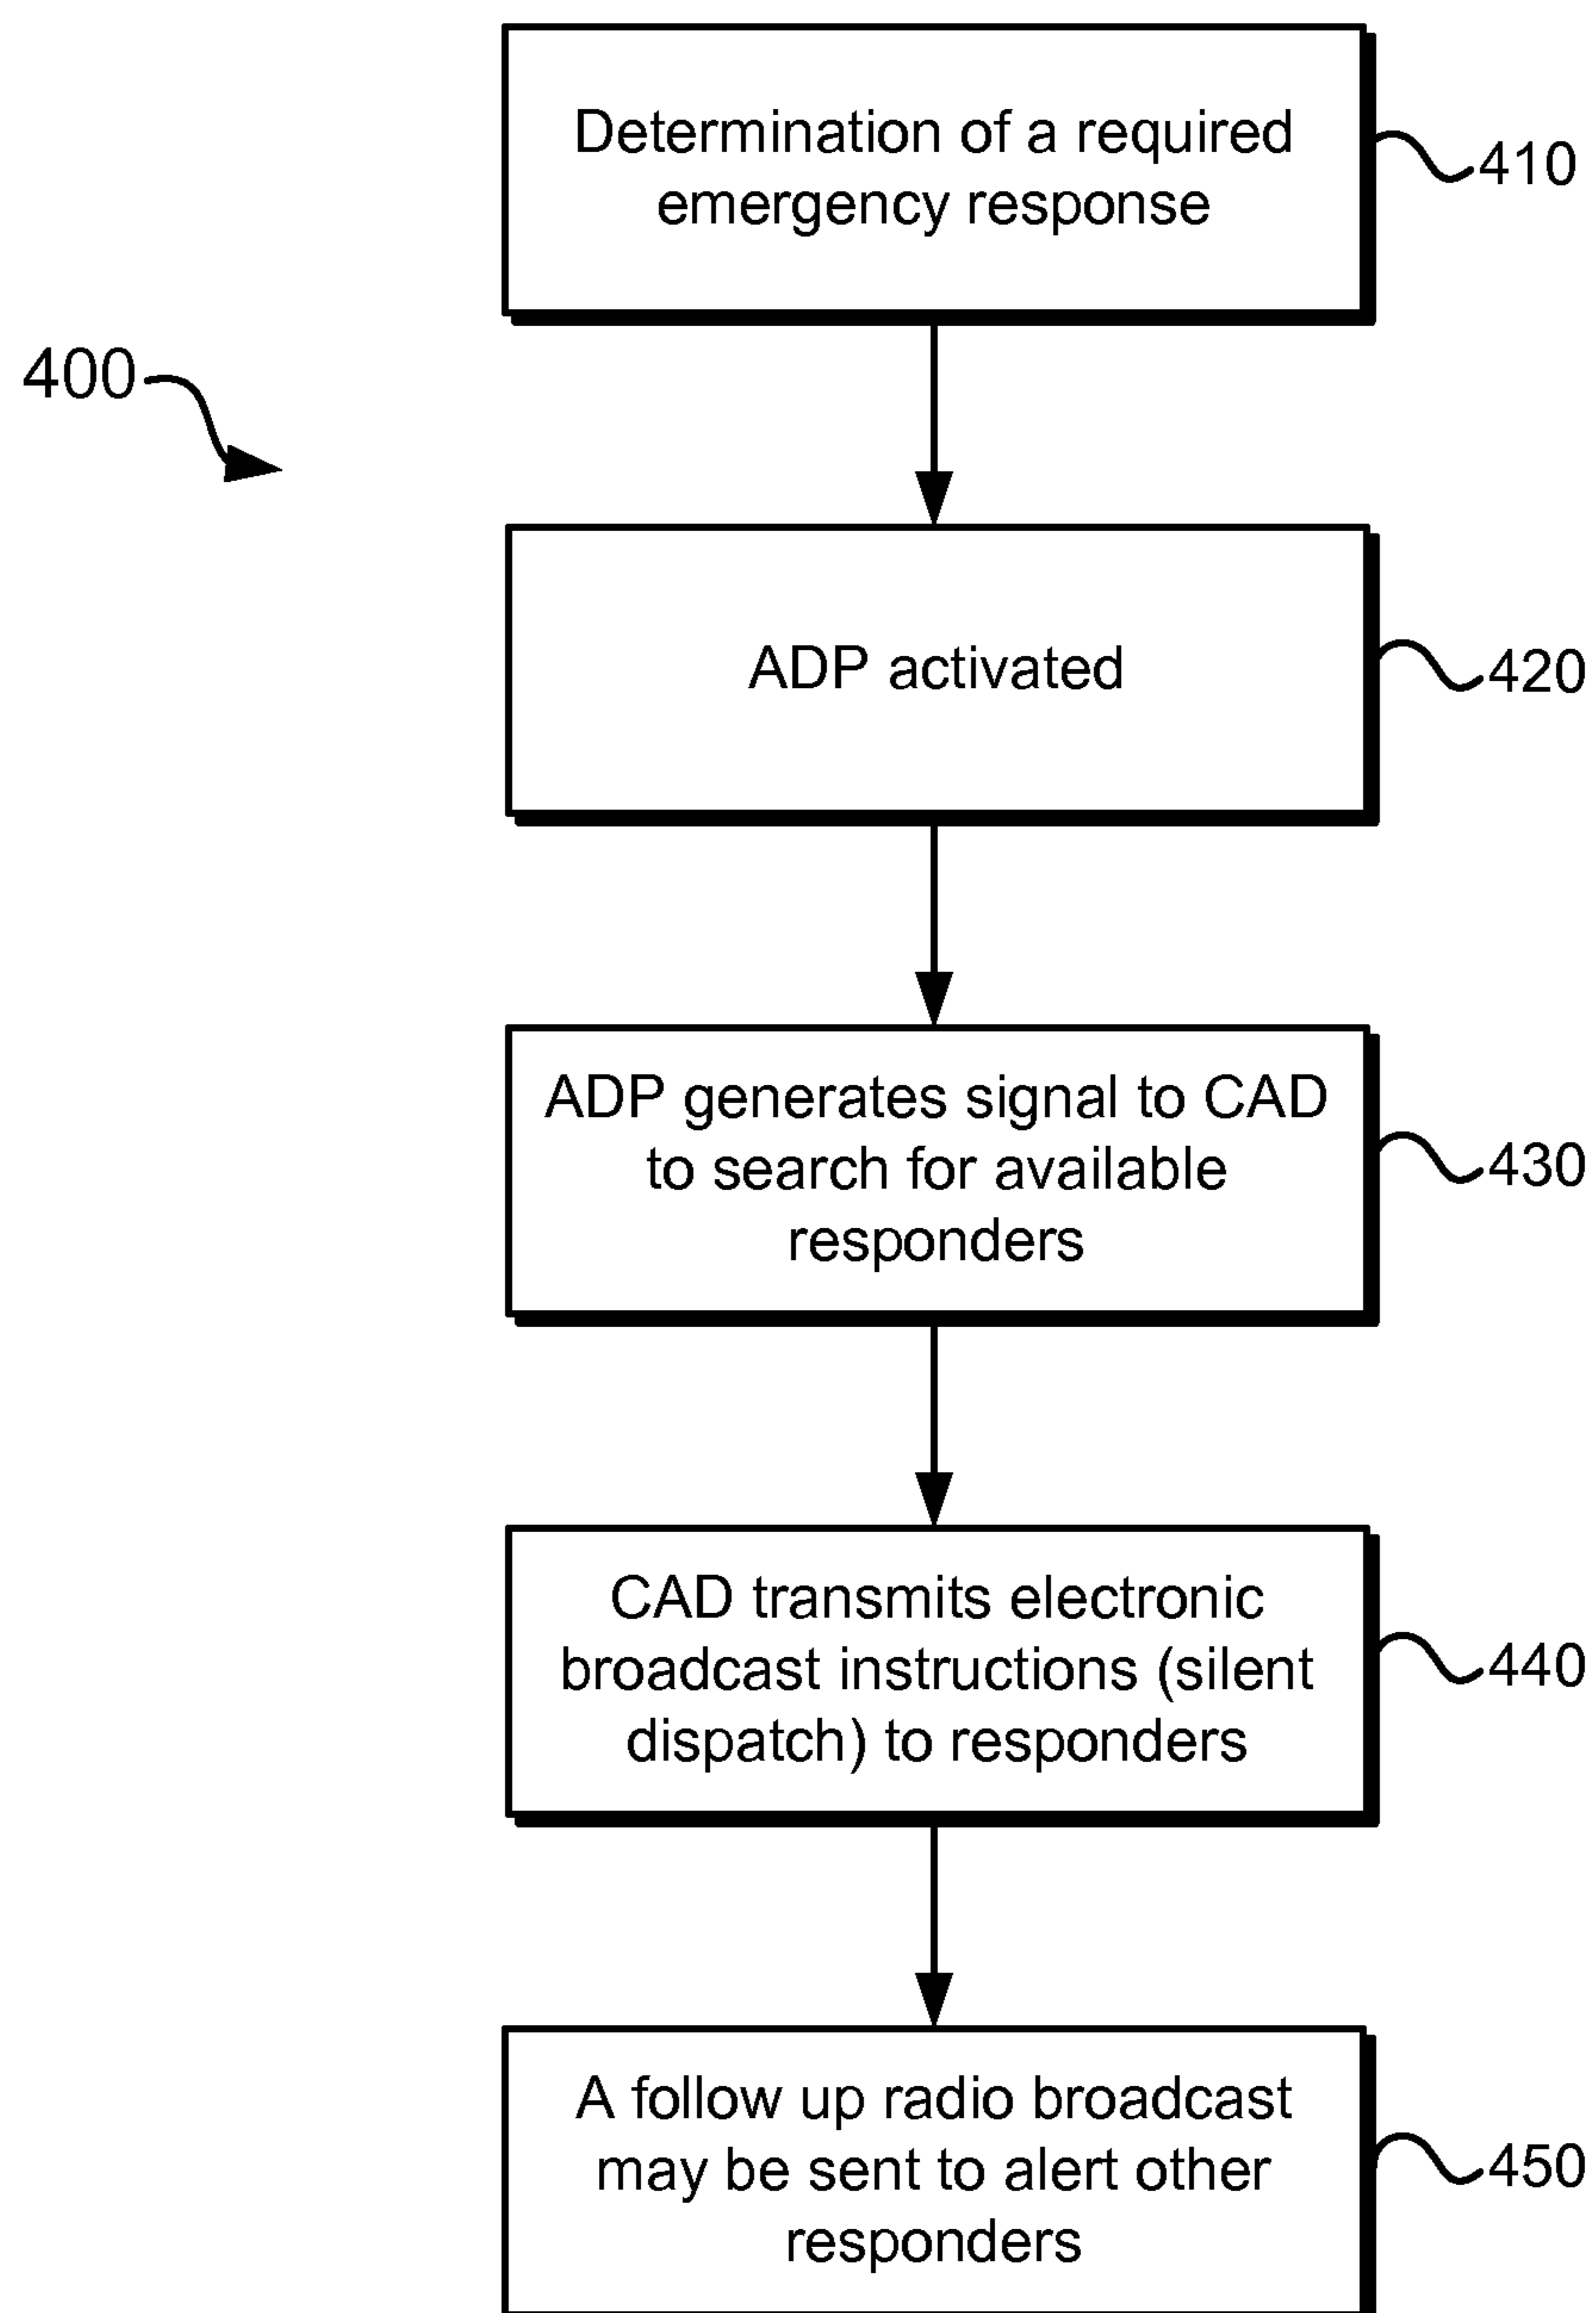 Determination of a required
emergency response
410
400
ADP activated
420
ADP generates signal to CAD
to search for available
responders
430
CAD transmits electronic
broadcast instructions (silent
dispatch) to responders
440
A follow up radio broadcast
may be sent to alert other
responders
450